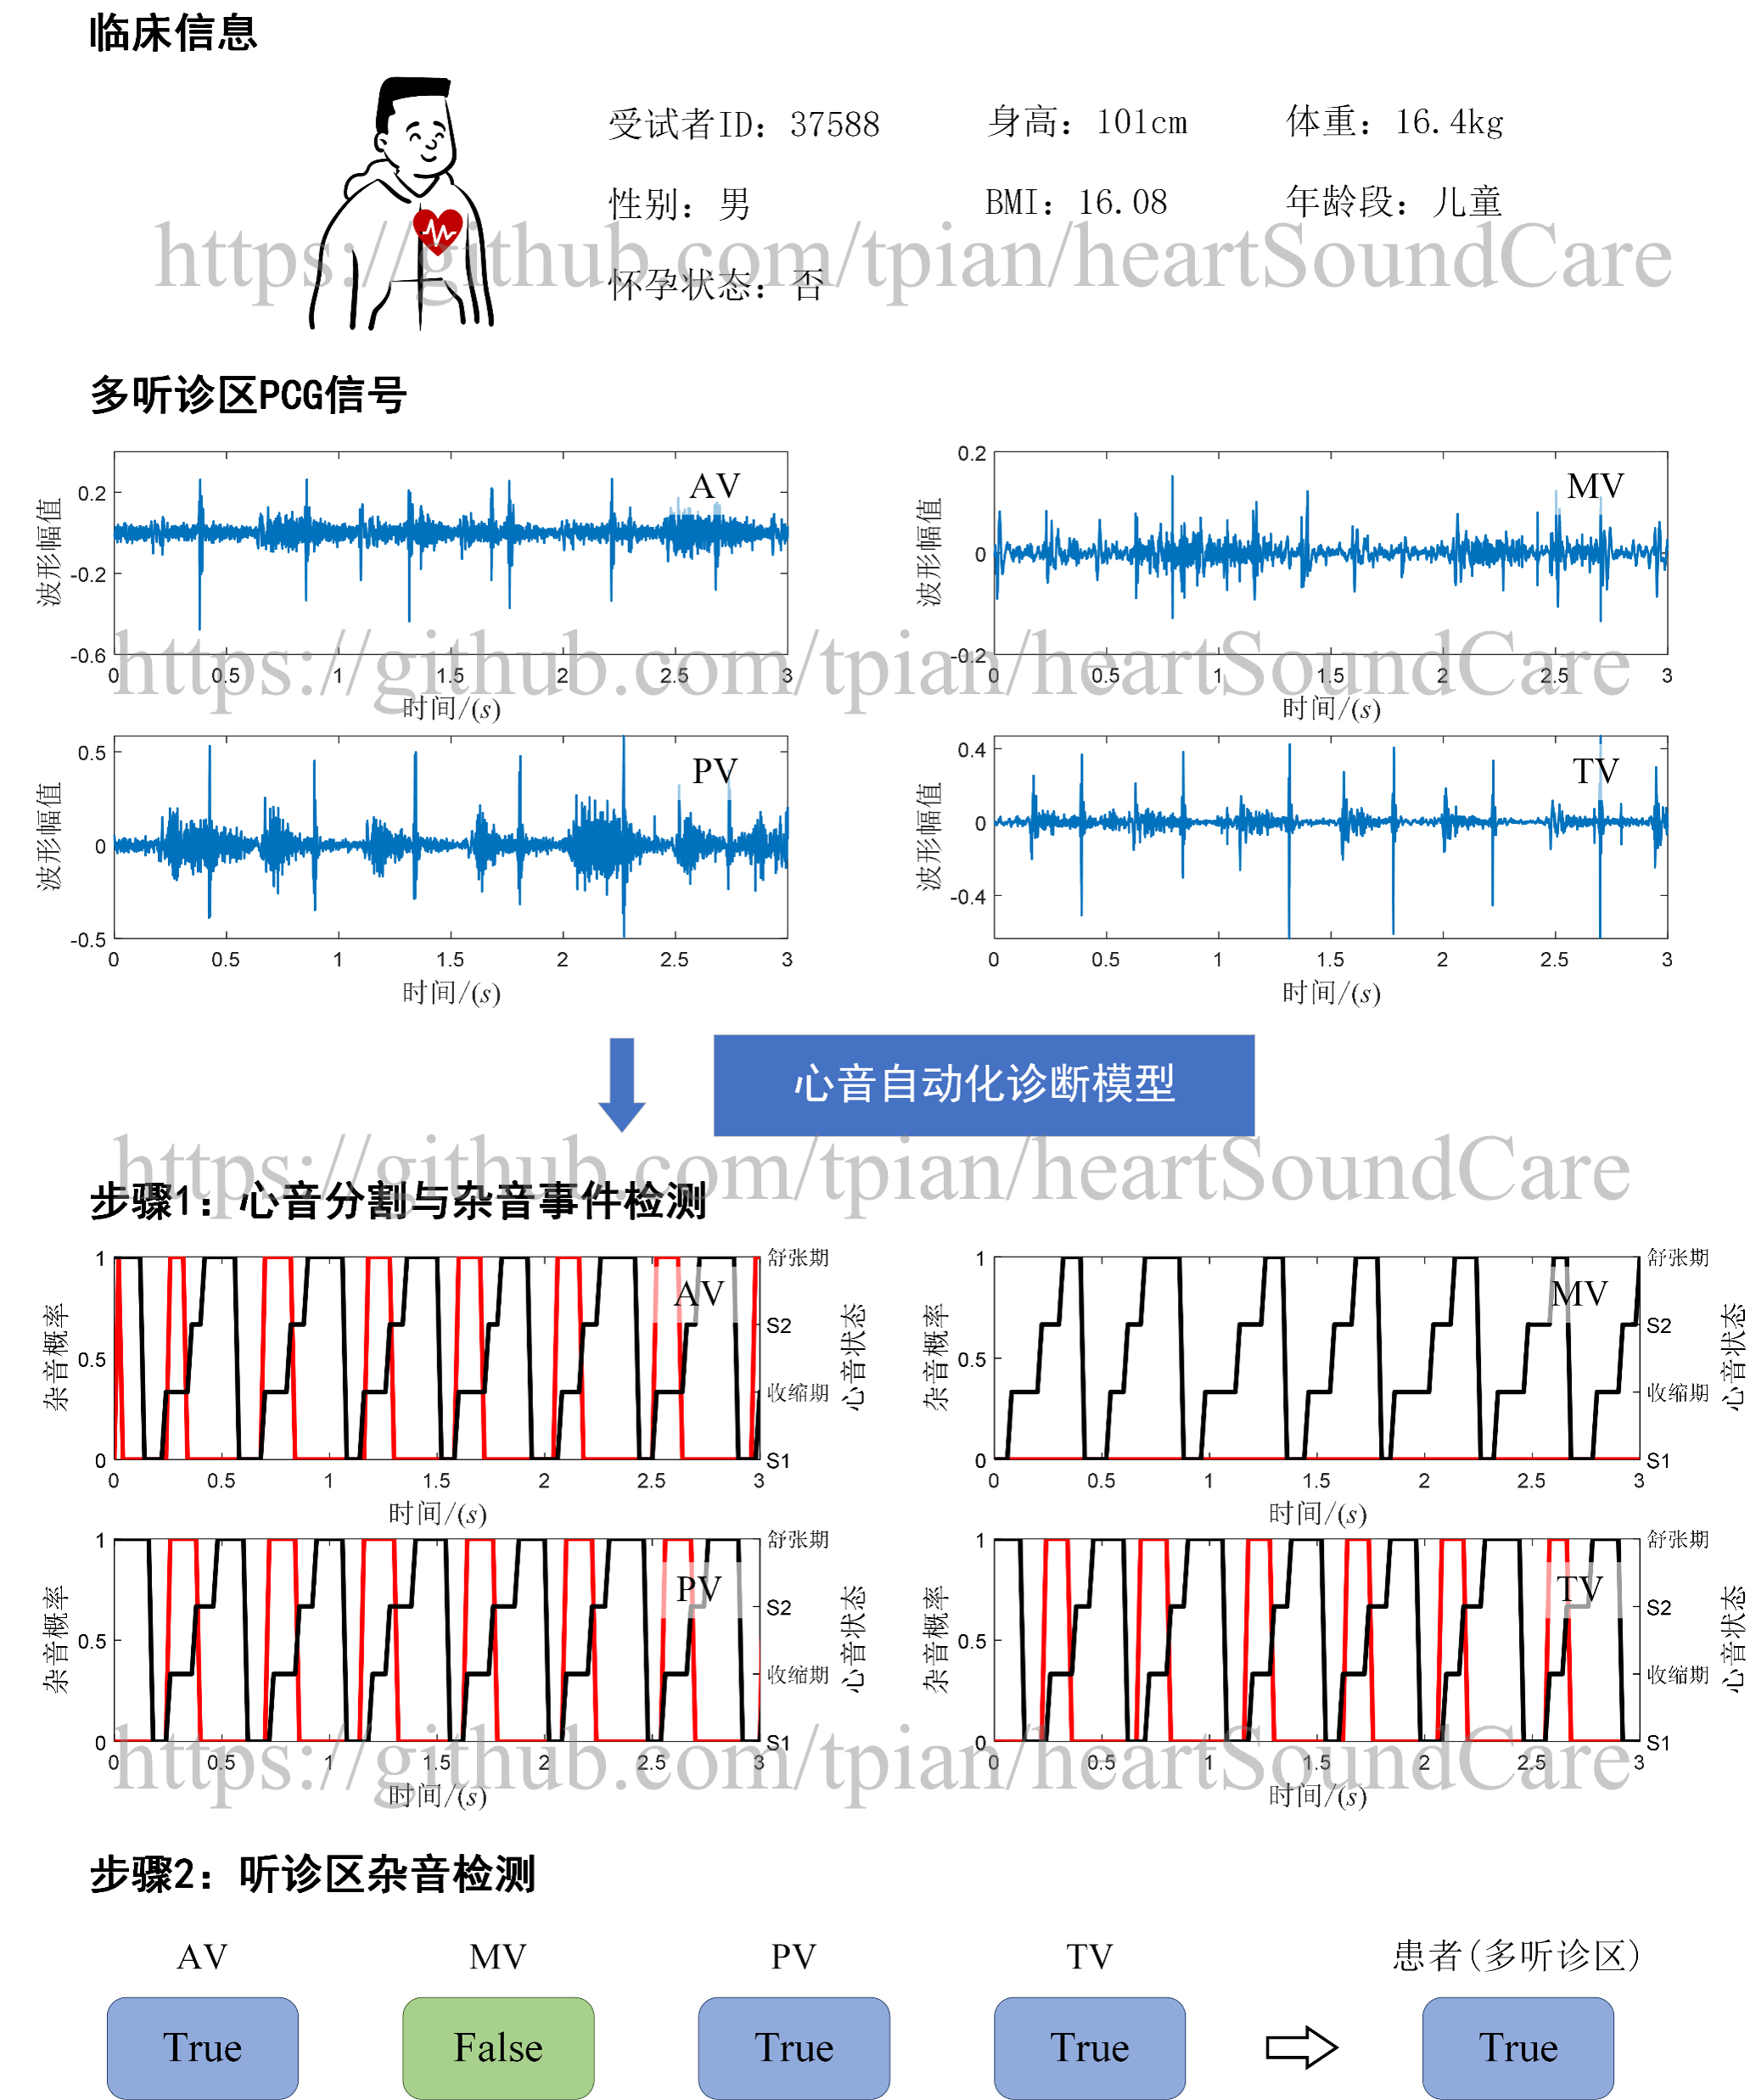 临床信息
受试者ID：37588 身高：101cm 体重：16.4kg
性别：男 BMI：16.08 年龄段：儿童
https://github.com/tpian/heartSoundCare
怀孕状态：否
多听诊区PCG信号
波形幅值 0.2 -0.2 -0.6 AV
0 0.5 1 1.5 2 2.5 3
时间/(s)
波形幅值 0.2 0 -0.2 MV
0 0.5 1 1.5 2 2.5 3
时间/(s)
https://github.com/tpian/heartSoundCare
波形幅值 0.5 0 -0.5 PV
0 0.5 1 1.5 2 2.5 3
时间/(s)
波形幅值 0.4 0 -0.4 TV
0 0.5 1 1.5 2 2.5 3
时间/(s)
心音自动化诊断模型
https://github.com/tpian/heartSoundCare
步骤1：心音分割与杂音事件检测
杂音概率 1 0.5 0 AV 舒张期 S2 收缩期 S1 心音状态
0 0.5 1 1.5 2 2.5 3
时间/(s)
杂音概率 1 0.5 0 MV 舒张期 S2 收缩期 S1 心音状态
0 0.5 1 1.5 2 2.5 3
时间/(s)
杂音概率 1 0.5 0 PV 舒张期 S2 收缩期 S1 心音状态
0 0.5 1 1.5 2 2.5 3
时间/(s)
杂音概率 1 0.5 0 TV 舒张期 S2 收缩期 S1 心音状态
0 0.5 1 1.5 2 2.5 3
时间/(s)
https://github.com/tpian/heartSoundCare
步骤2：听诊区杂音检测
AV MV PV TV 患者(多听诊区)
True False True True True